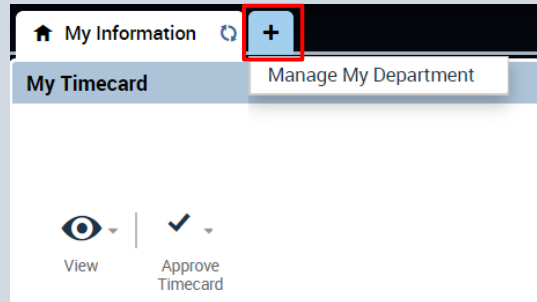 My Information +
Manage My Department
My Timecard
View
Approve
Timecard